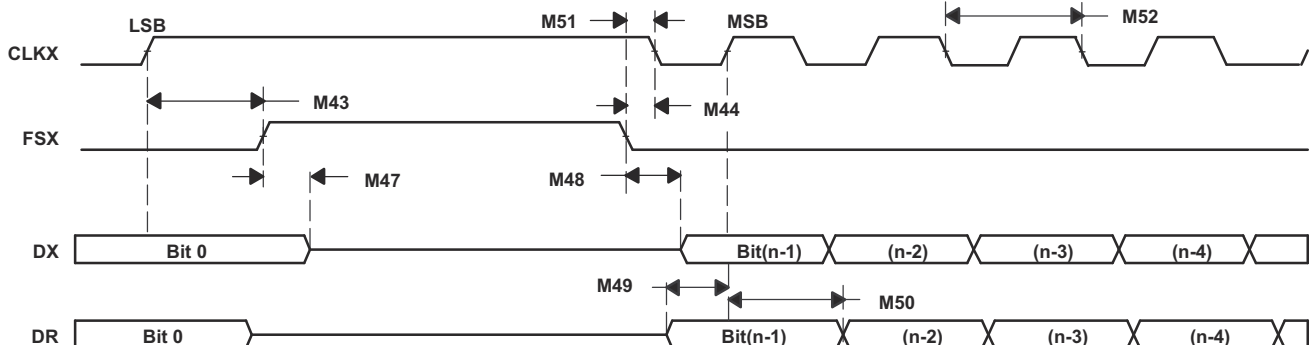 LSB M51 MSB M52
CLKX
M43 M44
FSX
M47 M48
DX Bit 0 Bit(n-1) (n-2) (n-3) (n-4)
M49 M50
DR Bit 0 Bit(n-1) (n-2) (n-3) (n-4)